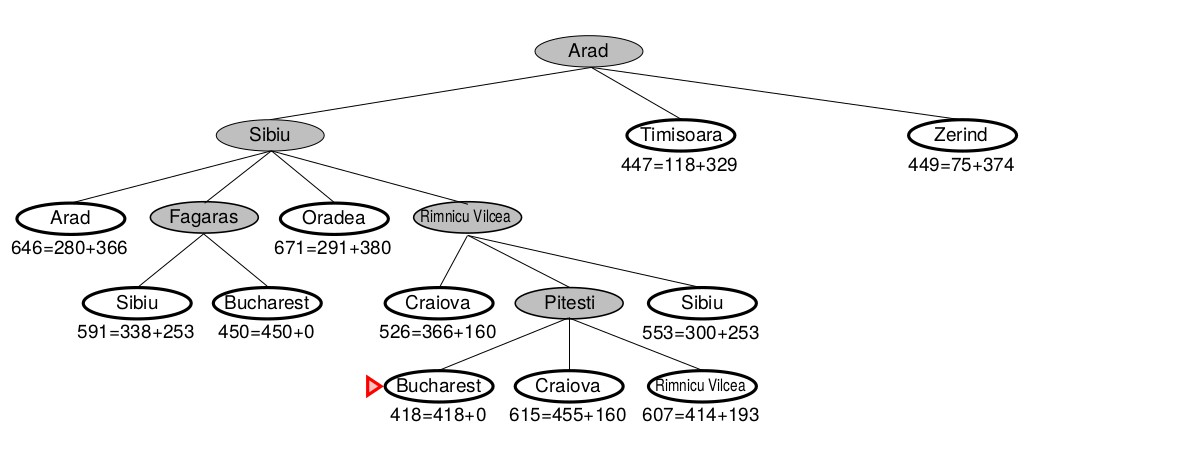 Arad
Sibiu Timisoara Zerind
447=118+329 449=75+374
Arad Fagaras Oradea Rimnicu Vilcea
646=280+366 671=291+380
Sibiu Bucharest Craiova Pitesti Sibiu
591=338+253 450=450+0 526=366+160 553=300+253
Bucharest Craiova Rimnicu Vilcea
418=418+0 615=455+160 607=414+193